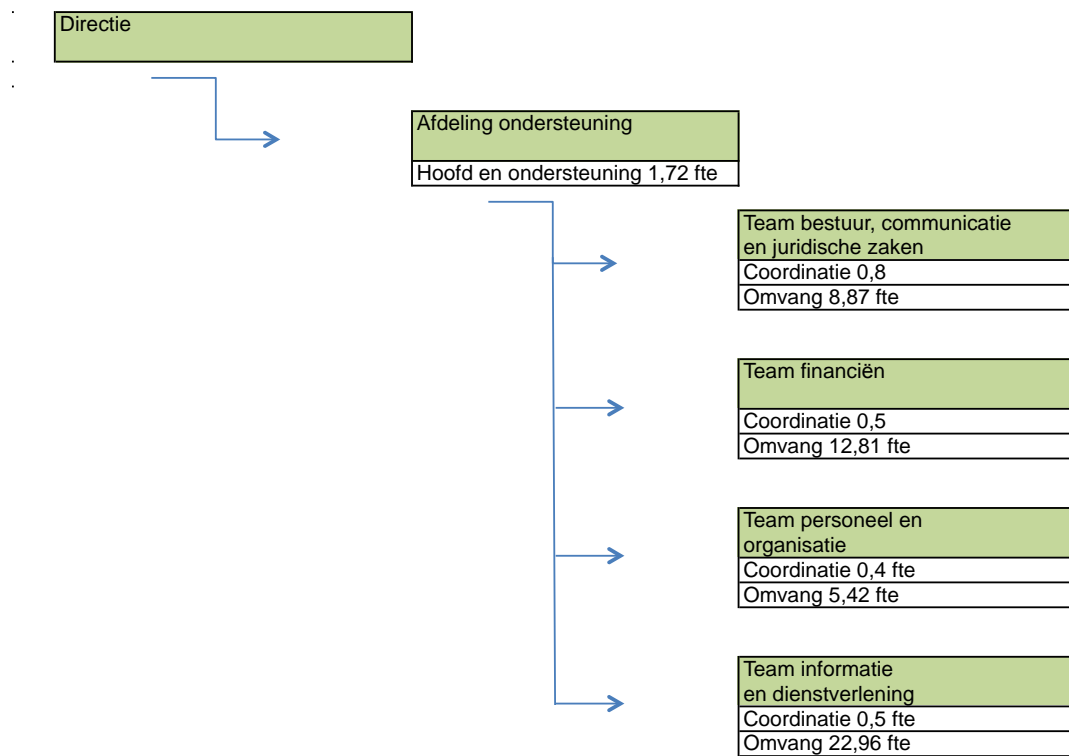 Directie
Afdeling ondersteuning
Hoofd en ondersteuning 1,72 fte
Team bestuur, communicatie
en juridische zaken
Coordinatie 0,8
Omvang 8,87 fte
Team financiën
Coordinatie 0,5
Omvang 12,81 fte
Team personeel en
organisatie
Coordinatie 0,4 fte
Omvang 5,42 fte
Team informatie
en dienstverlening
Coordinatie 0,5 fte
Omvang 22,96 fte